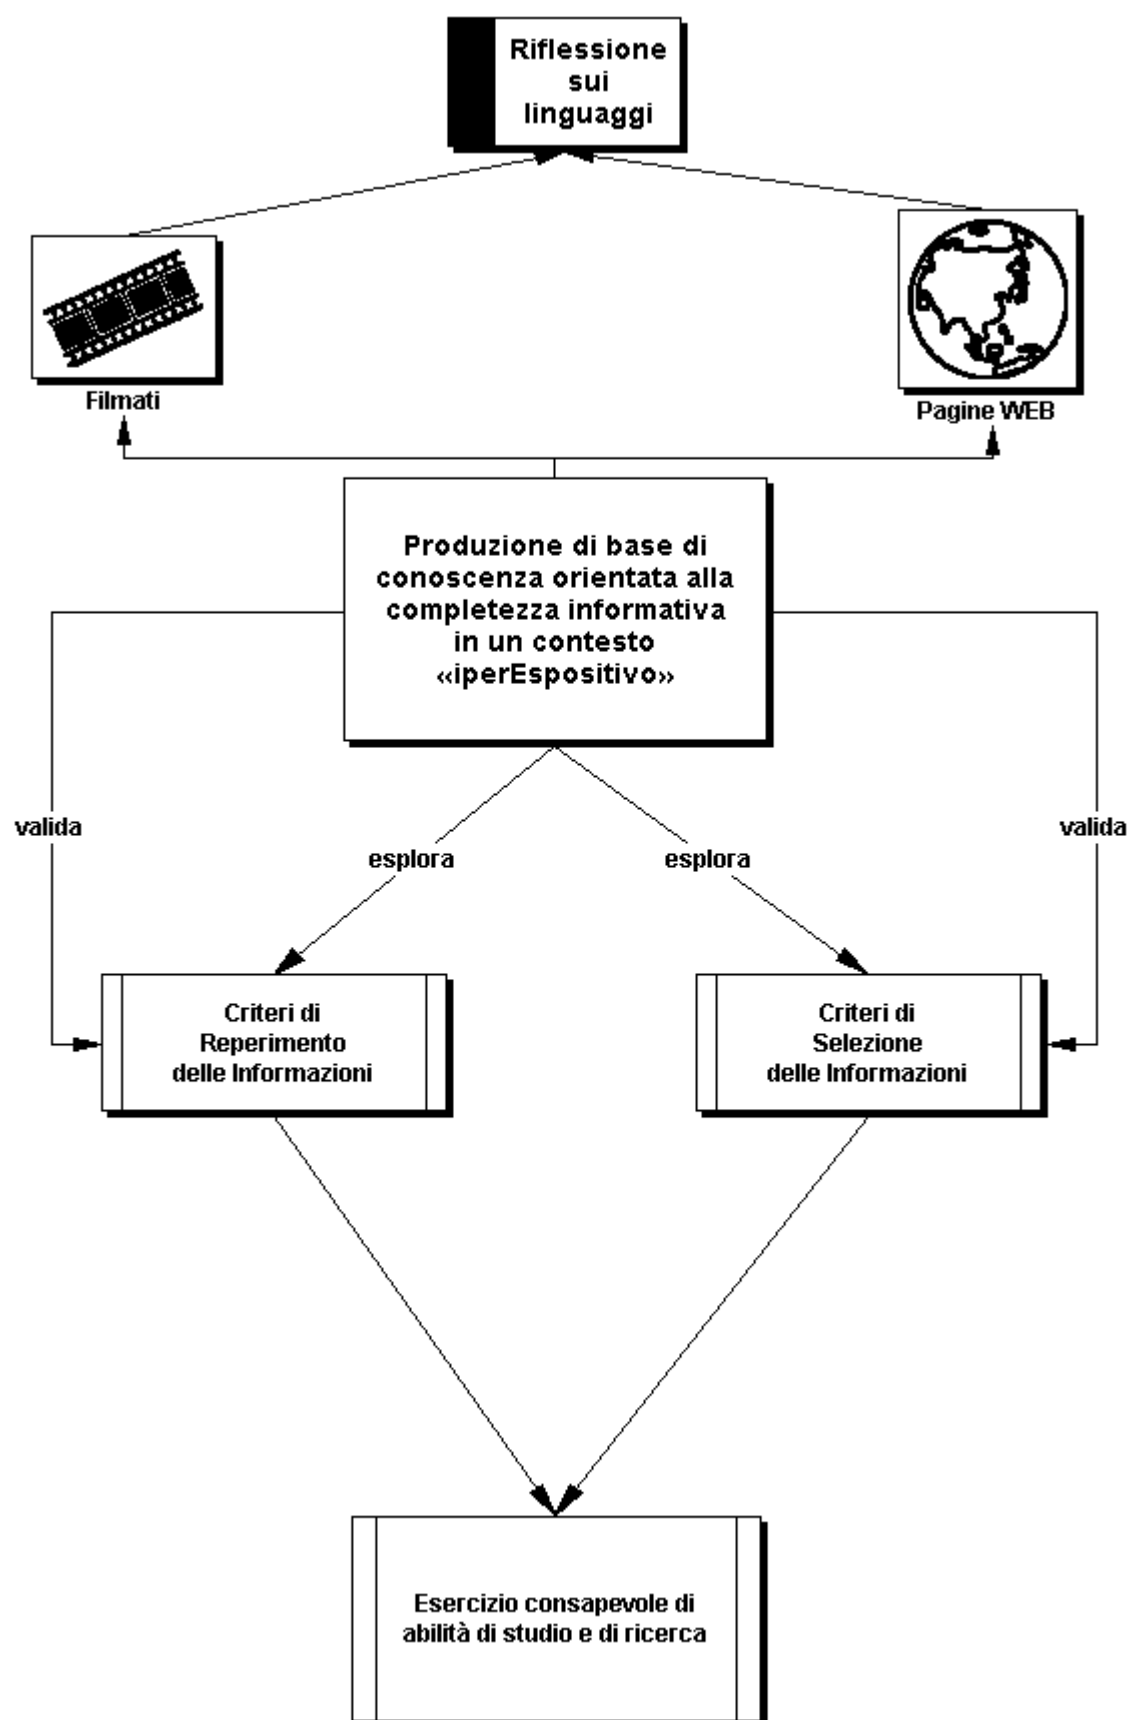 Riflessione
sui
linguaggi
Filmati
Pagine WEB
Produzione di base di
conoscenza orientata alla
completezza informativa
in un contesto
«iperEspositivo»
valida
valida
esplora
esplora
Criteri di
Reperimento
delle Informazioni
Criteri di
Selezione
delle Informazioni
Esercizio consapevole di
abilità di studio e di ricerca